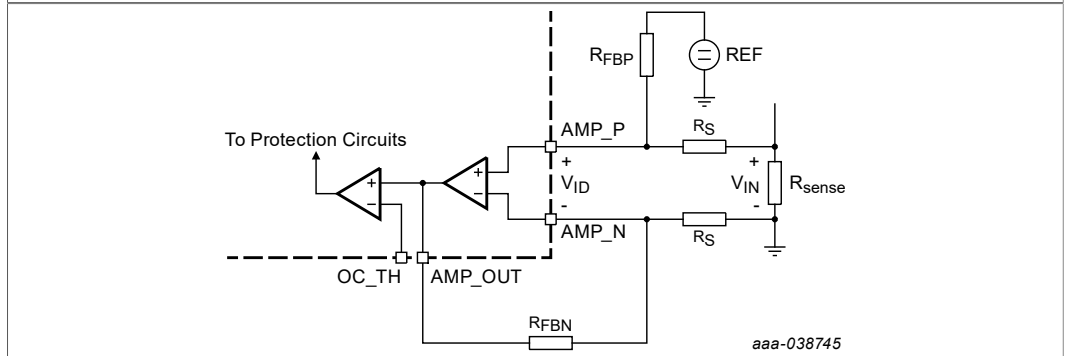 RFBP
REF
AMP_P
RS
To Protection Circuits
+
+
+
+
VID
VIN
Rsense
−
−
-
-
AMP_N
RS
OC_TH
AMP_OUT
RFBN
aaa-038745